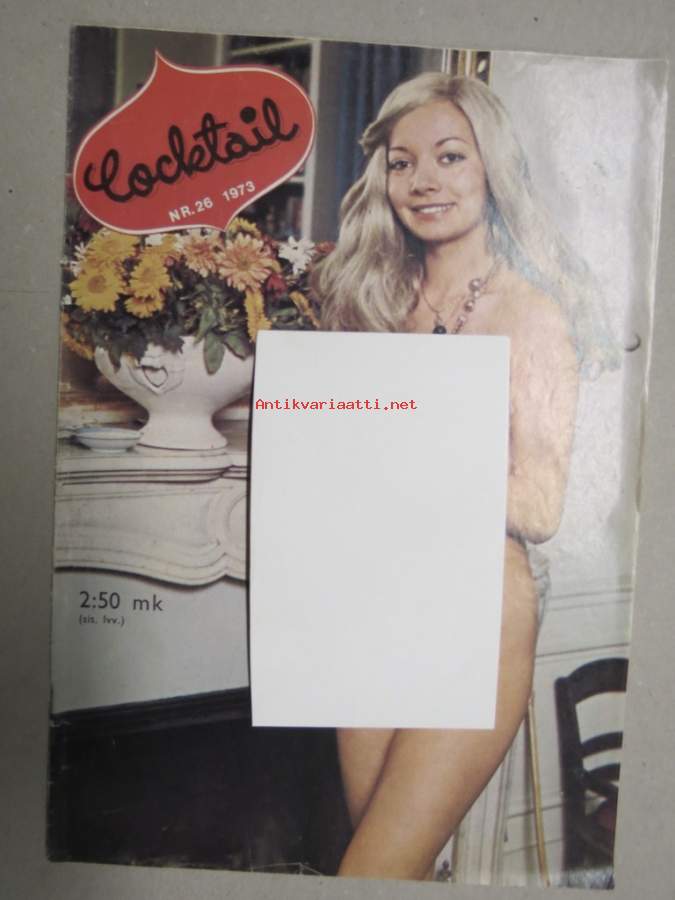 Cocktail
NR.26 1973
Antikvariaatti.net
2:50 mk
(sis. lvv.)